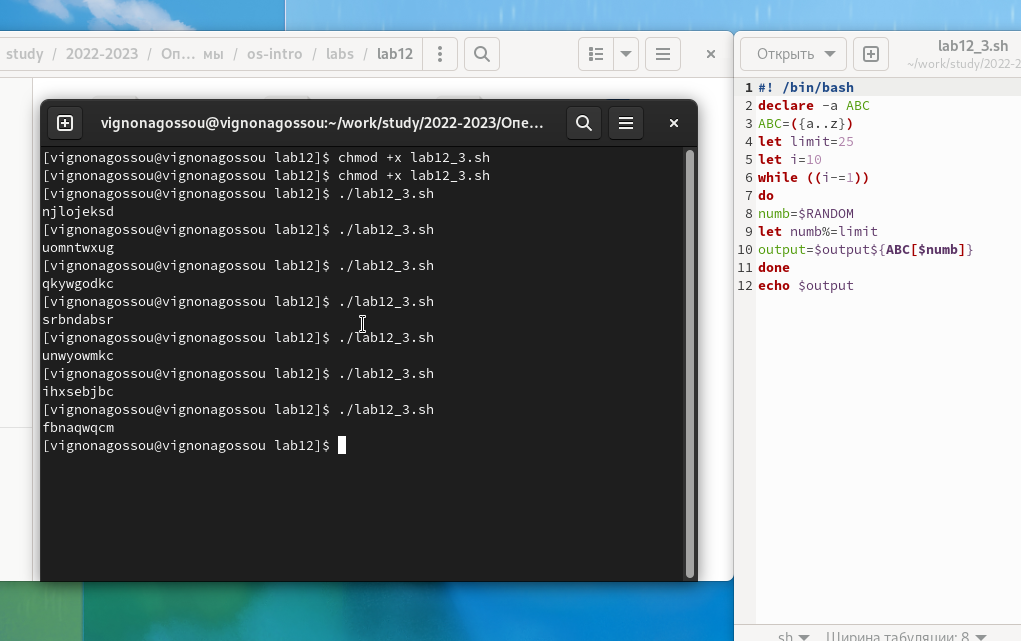 study / 2022-2023 / Оп… мы / os-intro / labs / lab12
vignonagossou@vignonagossou:~/work/study/2022-2023/Опе…
[vignonagossou@vignonagossou lab12]$ chmod +x lab12_3.sh
[vignonagossou@vignonagossou lab12]$ chmod +x lab12_3.sh
[vignonagossou@vignonagossou lab12]$ ./lab12_3.sh
njlojeksd
[vignonagossou@vignonagossou lab12]$ ./lab12_3.sh
uomntwxug
[vignonagossou@vignonagossou lab12]$ ./lab12_3.sh
qkywgodkc
[vignonagossou@vignonagossou lab12]$ ./lab12_3.sh
srbndabsr
[vignonagossou@vignonagossou lab12]$ ./lab12_3.sh
unwyowmkc
[vignonagossou@vignonagossou lab12]$ ./lab12_3.sh
ihxsebjbc
[vignonagossou@vignonagossou lab12]$ ./lab12_3.sh
fbnaqwqcm
[vignonagossou@vignonagossou lab12]$
Открыть
lab12_3.sh
~/work/study/2022-2
1 #! /bin/bash
2 declare -a ABC
3 ABC=({a..z})
4 let limit=25
5 let i=10
6 while ((i-=1))
7 do
8 numb=$RANDOM
9 let numb%=limit
10 output=$output${ABC[$numb]}
11 done
12 echo $output
sh Ширина табуляции: 8